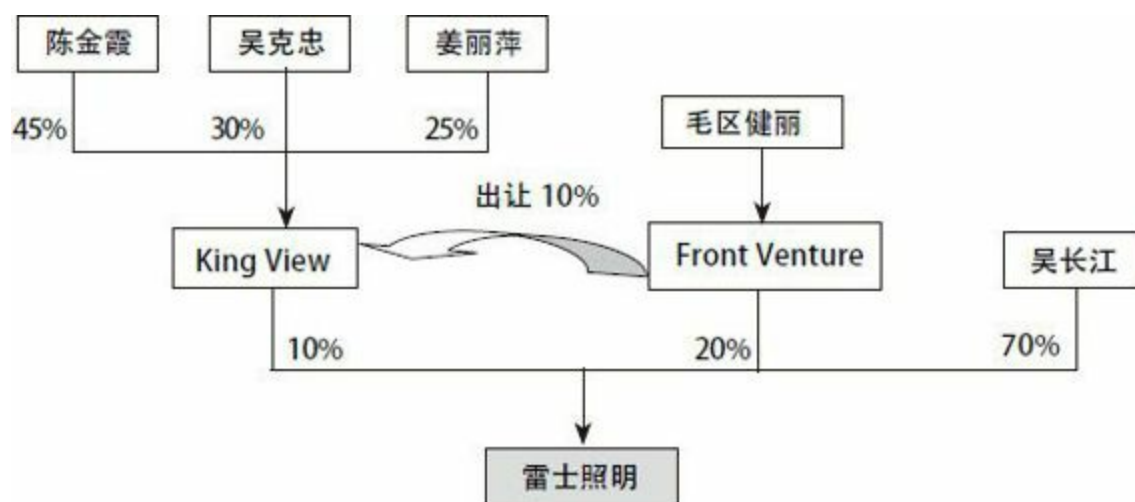 陈金霞
吴克忠
姜丽萍
45%
30%
25%
毛区健丽
出让 10%
King View
Front Venture
吴长江
10%
20%
70%
雷士照明